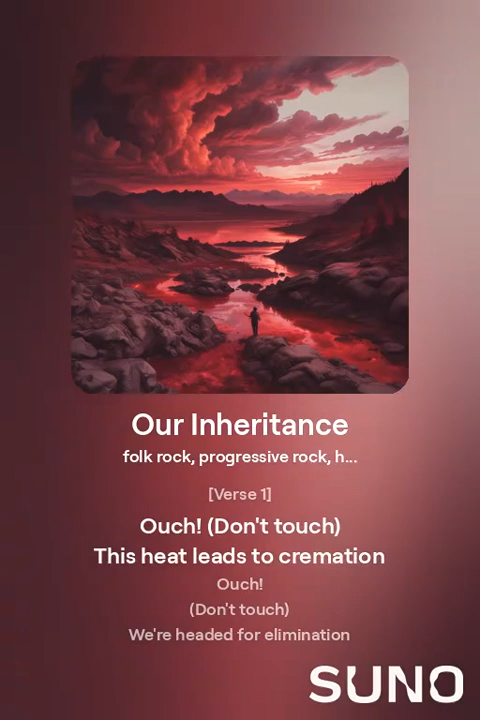 Our Inheritance
folk rock, progressive rock, h...
[Verse 1]
Ouch! (Don't touch)
This heat leads to cremation
Ouch!
(Don't touch)
We're headed for elimination
SUNO